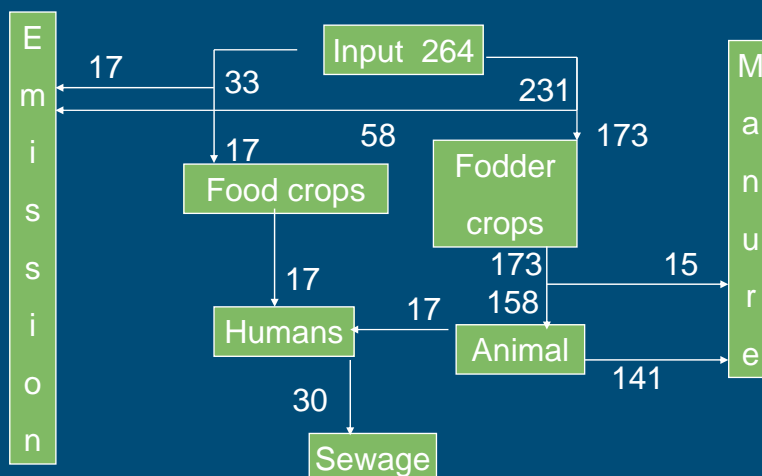 Input 264
17
33
231
58
17
173
Food crops
Fodder
crops
173
15
17
158
17
Humans
Animal
141
30
Sewage
E
m
i
s
s
i
o
n
M
a
n
u
r
e